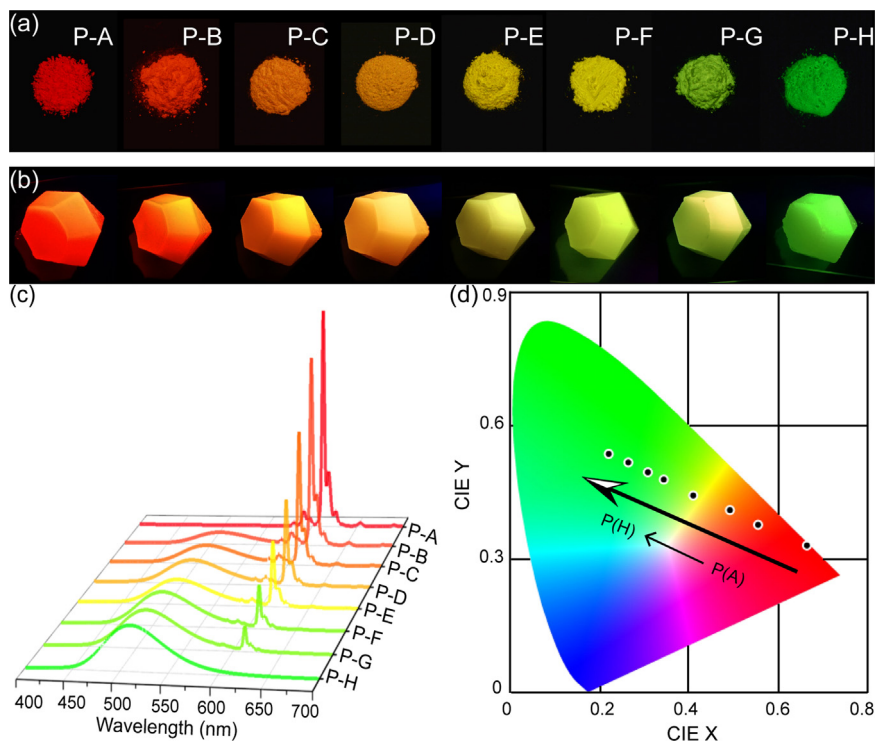 (a)
P-A P-B P-C P-D P-E P-F P-G P-H
(b)
(c)
P-A
P-B
P-C
P-D
P-E
P-F
P-G
P-H
400 450 500 550 600 650 700
Wavelength (nm)
(d)
0.9
0.6
0.3
0
CIE Y
P(H)
P(A)
0 0.2 0.4 0.6 0.8
CIE X